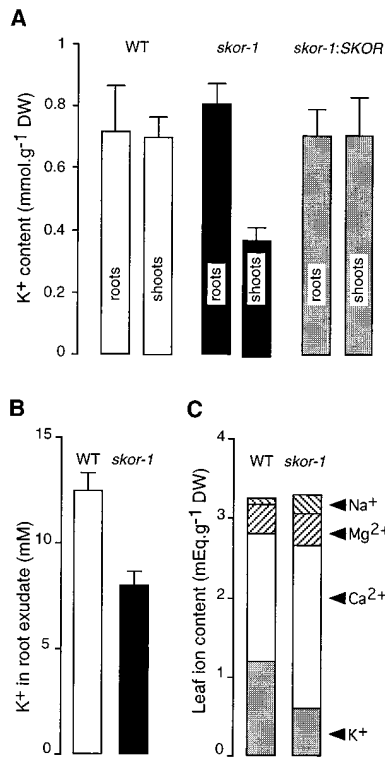 A
WT skor-1 skor-1:SKOR
K+ content (mmol.g-1 DW)
1
0.8
0.6
0.4
0.2
0
roots
shoots
roots
shoots
roots
shoots
B
WT skor-1
K+ in root exudate (mM)
15
10
5
0
C
WT skor-1
Leaf ion content (mEq.g-1 DW)
4
3
2
1
0
Na+
Mg2+
Ca2+
K+